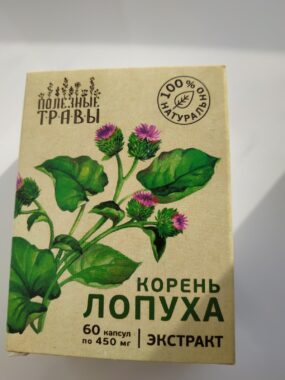 ПОЛЕЗНЫЕ
ТРАВЫ
100% НАТУРАЛЬНО
КОРЕНЬ
ЛОПУХА
60 капсул
по 450 мг
ЭКСТРАКТ